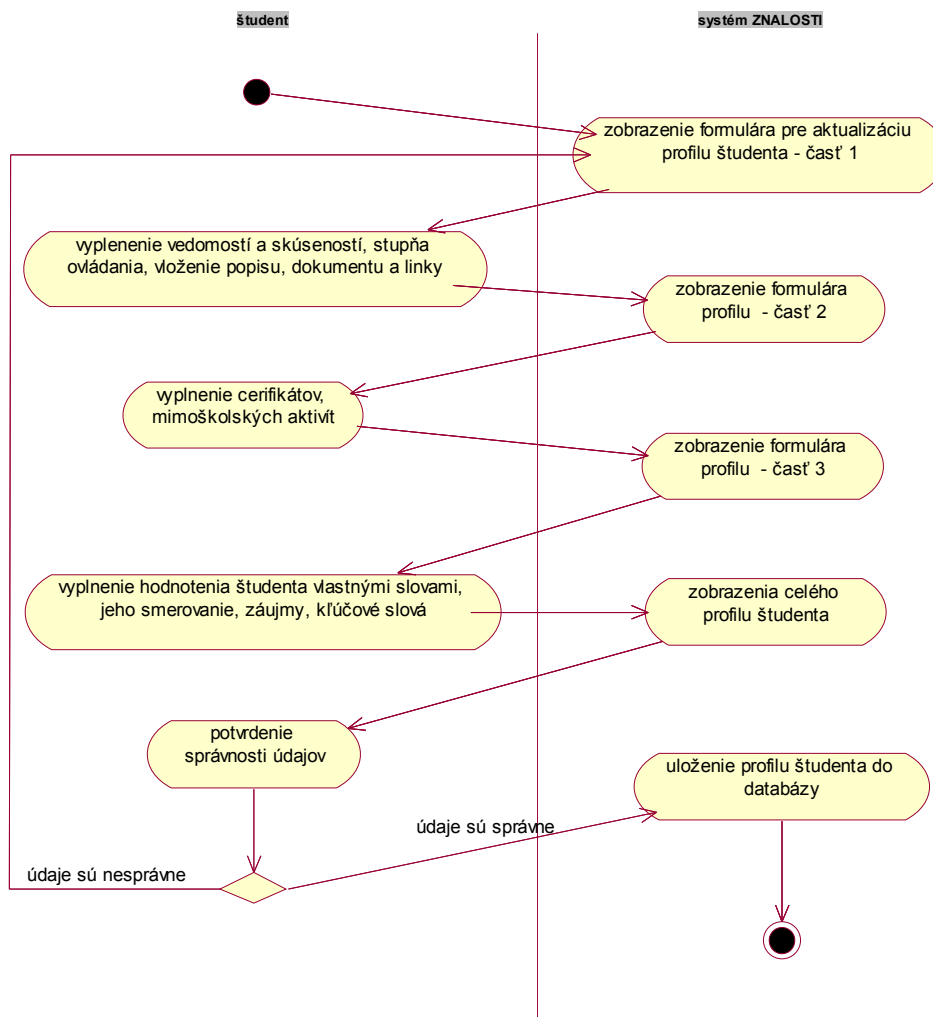 študent
systém ZNALOSTI
zobrazenie formulára pre aktualizáciu
profilu študenta - časť 1
vyplenenie vedomostí a skúseností, stupňa
ovládania, vloženie popisu, dokumentu a linky
zobrazenie formulára
profilu - časť 2
vyplnenie cerifikátov,
mimoškolských aktivít
zobrazenie formulára
profilu - časť 3
vyplnenie hodnotenia študenta vlastnými slovami,
jeho smerovanie, záujmy, kľúčové slová
zobrazenia celého
profilu študenta
potvrdenie
správnosti údajov
uloženie profilu študenta do
databázy
údaje sú správne
údaje sú nesprávne